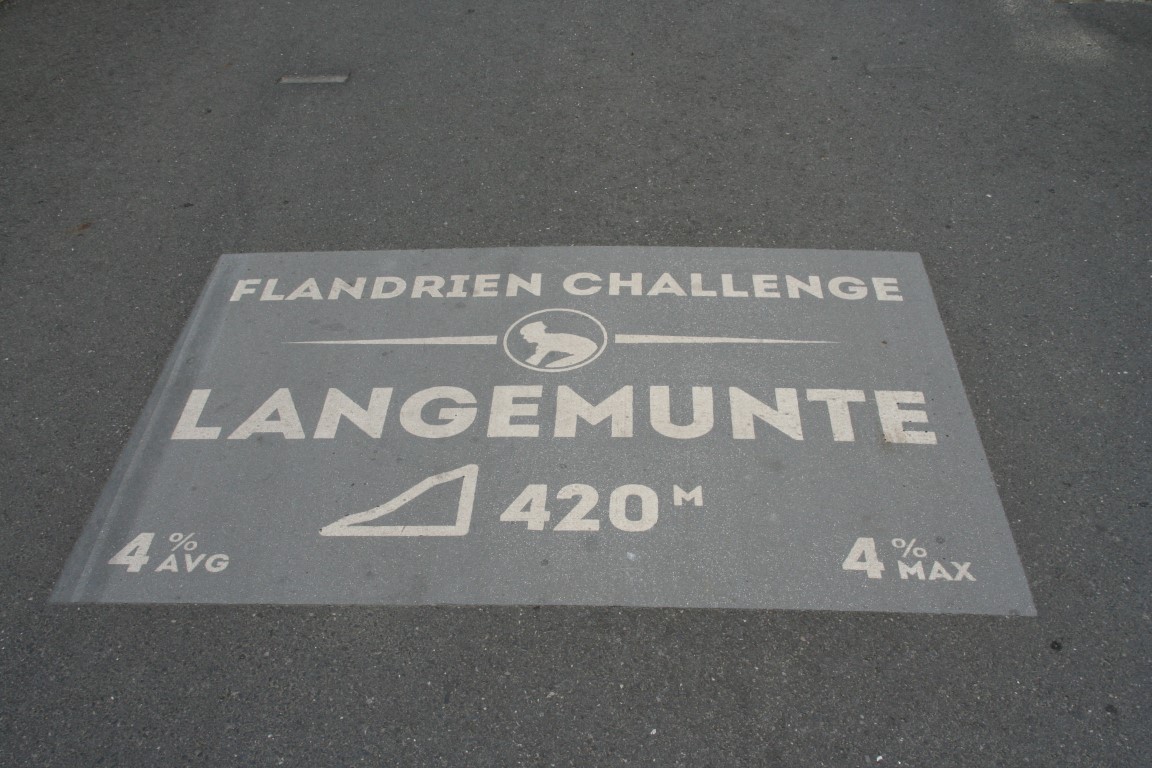 FLANDRIEN CHALLENGE
LANGEMUNTE
420 M
4 % AVG
4 % MAX